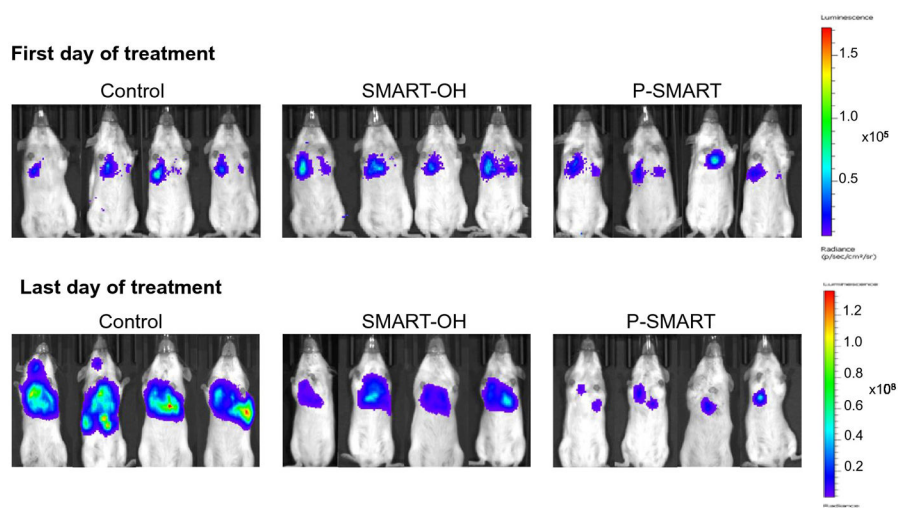 Luminescence
First day of treatment
1.5
Control
SMART-OH
P-SMART
1.0
x10⁵
0.5
Radiance
(p/sec/cm²/sr)
Last day of treatment
Luminescence
1.2
Control
SMART-OH
P-SMART
1.0
0.8
x10⁸
0.6
0.4
0.2
Radiance